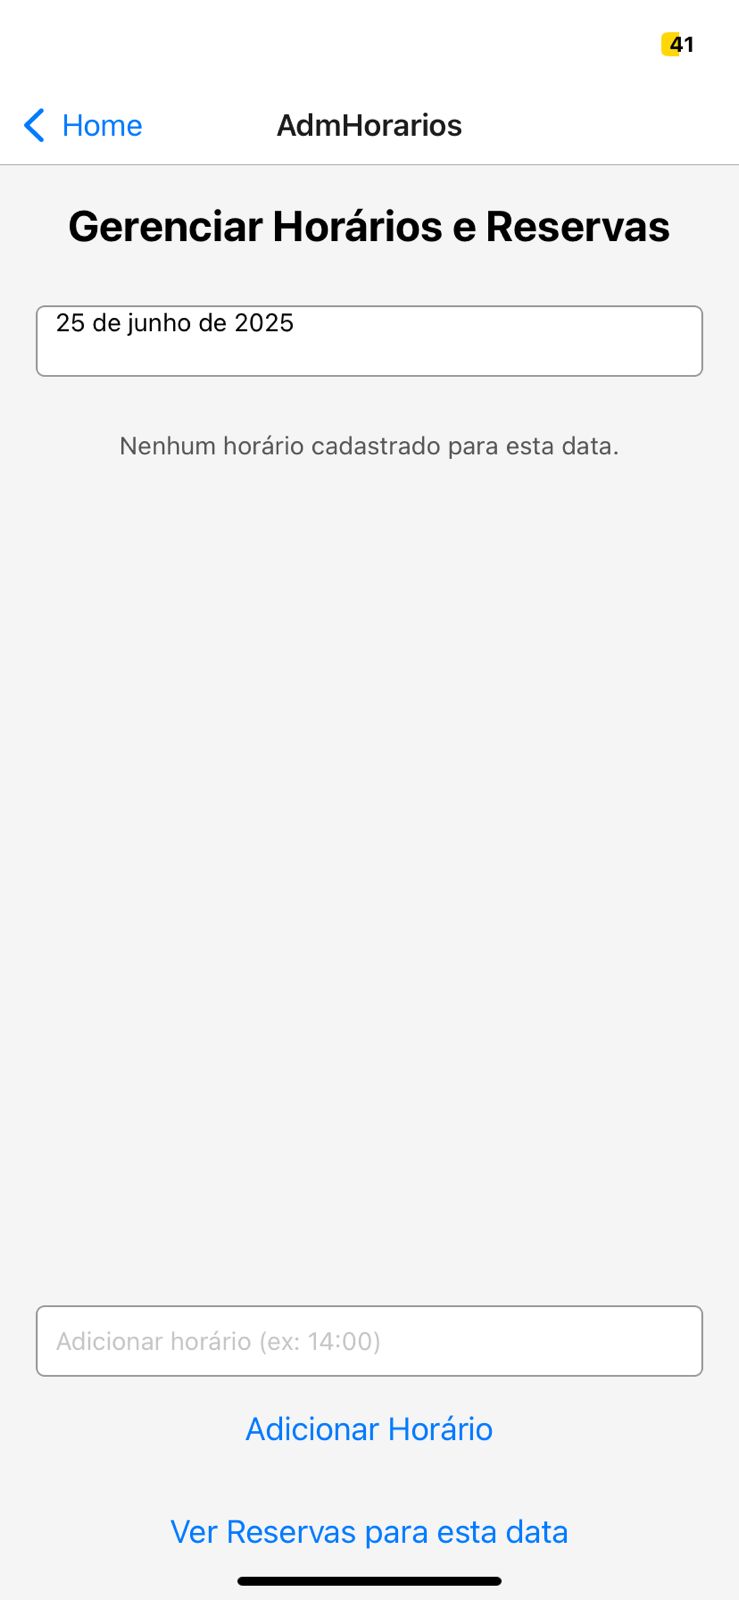 41
Home
AdmHorarios
Gerenciar Horários e Reservas
25 de junho de 2025
Nenhum horário cadastrado para esta data.
Adicionar horário (ex: 14:00)
Adicionar Horário
Ver Reservas para esta data